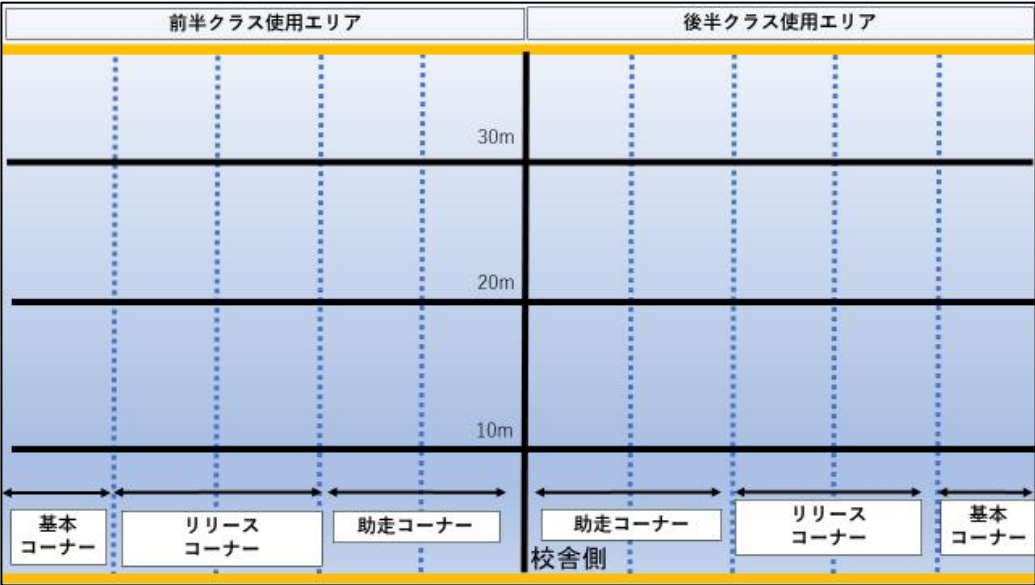 前半クラス使用エリア
後半クラス使用エリア
30m
20m
10m
基本
コーナー
リリース
コーナー
助走コーナー
助走コーナー
リリース
コーナー
基本
コーナー
校舎側